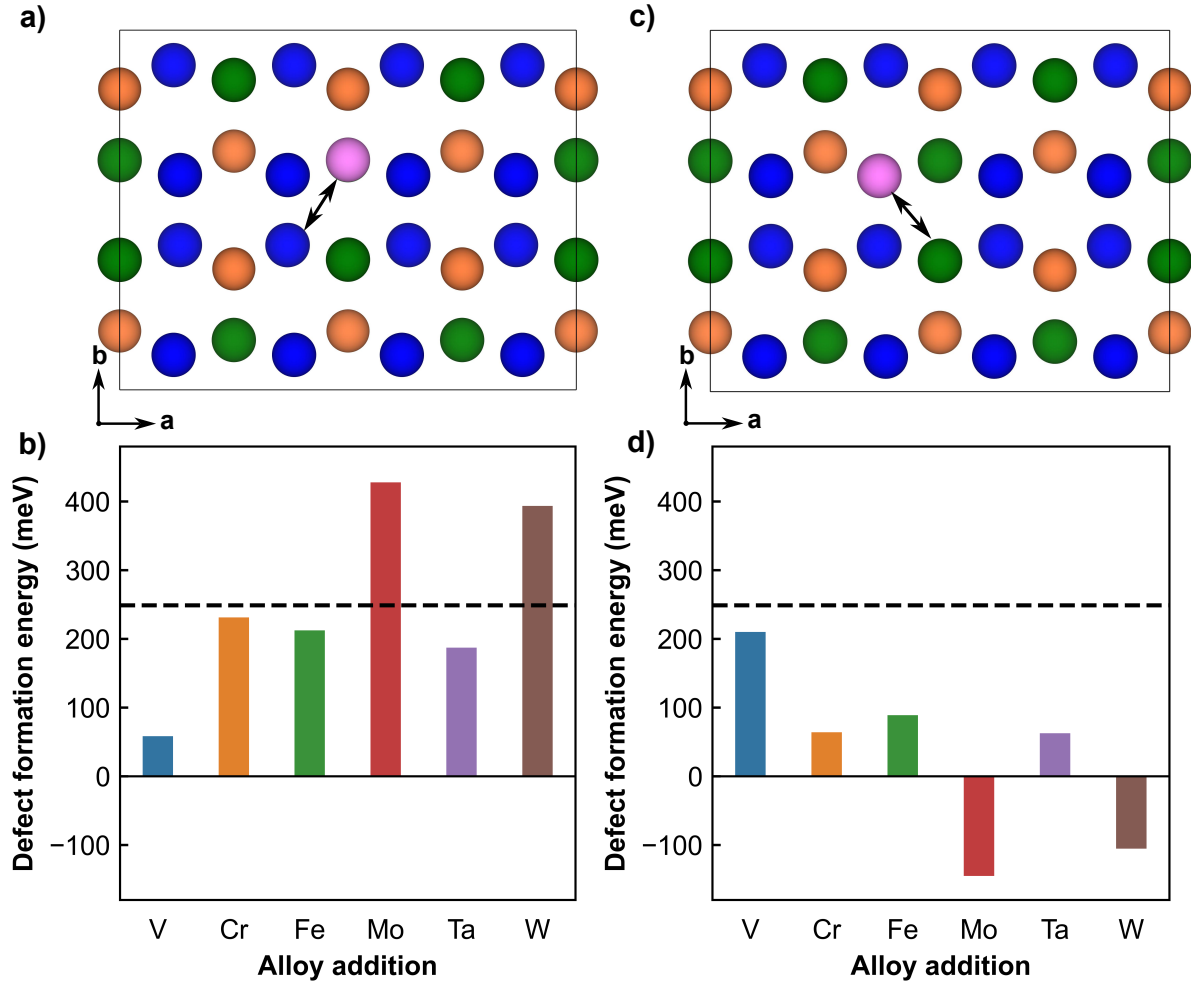 a)
b
a
c)
b
a
b)
Defect formation energy (meV)
400
300
200
100
0
−100
V Cr Fe Mo Ta W
Alloy addition
d)
Defect formation energy (meV)
400
300
200
100
0
−100
V Cr Fe Mo Ta W
Alloy addition